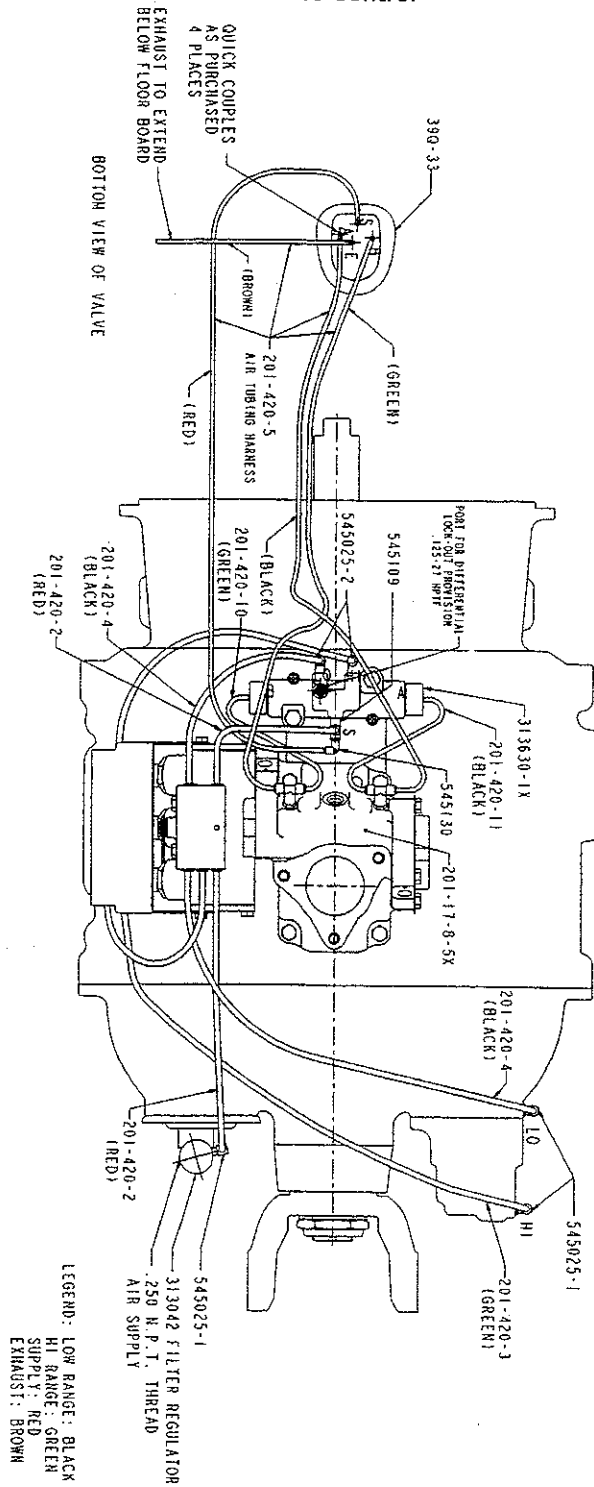 390-33
QUICK COUPLES
AS PURCHASED
4 PLACES
EXHAUST TO EXTEND
BELOW FLOOR BOARD
BOTTOM VIEW OF VALVE
S
P
A
E
(BROWN)
201-420-5
AIR TUBING HARNESS
(GREEN)
(RED)
(BLACK)
201-420-10
(GREEN)
201-420-4
(BLACK)
201-420-2
(RED)
545025-2
545109
PORT FOR DIFFERENTIAL
LOCK-OUT PROVISION
.125-27 NPTF
A
S
313630-1X
201-420-11
(BLACK)
545130
201-17-8-5X
201-420-4
(BLACK)
LO
HI
545025-1
201-420-3
(GREEN)
201-420-2
(RED)
545025-1
313042 FILTER REGULATOR
.250 N.P.T. THREAD
AIR SUPPLY
LEGEND: LOW RANGE: BLACK
HI RANGE: GREEN
SUPPLY: RED
EXHAUST: BROWN